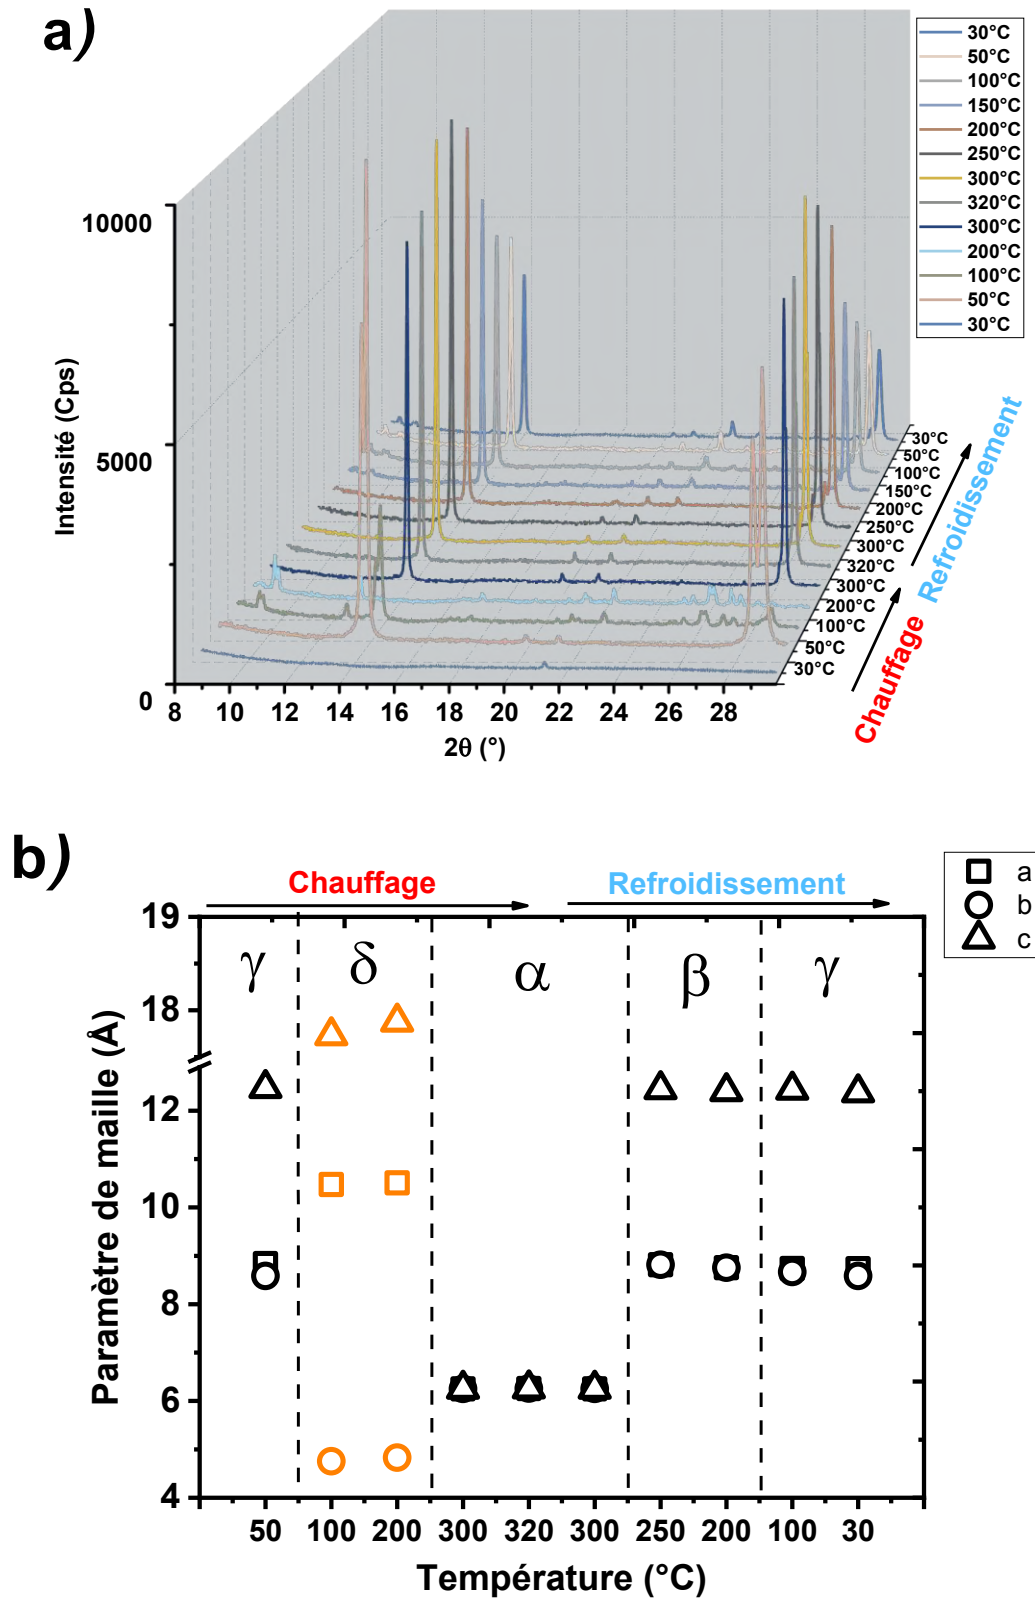 a)
30°C
50°C
100°C
150°C
200°C
250°C
300°C
320°C
300°C
200°C
100°C
50°C
30°C
10000
5000
0
Intensité (Cps)
8 10 12 14 16 18 20 22 24 26 28
2θ (°)
30°C
50°C
100°C
150°C
200°C
250°C
300°C
320°C
300°C
200°C
100°C
50°C
30°C
Refroidissement
Chauffage
b)
Chauffage
Refroidissement
a
b
c
γ δ α β γ
19
18
12
10
8
6
4
Paramètre de maille (Å)
50 100 200 300 320 300 250 200 100 30
Température (°C)